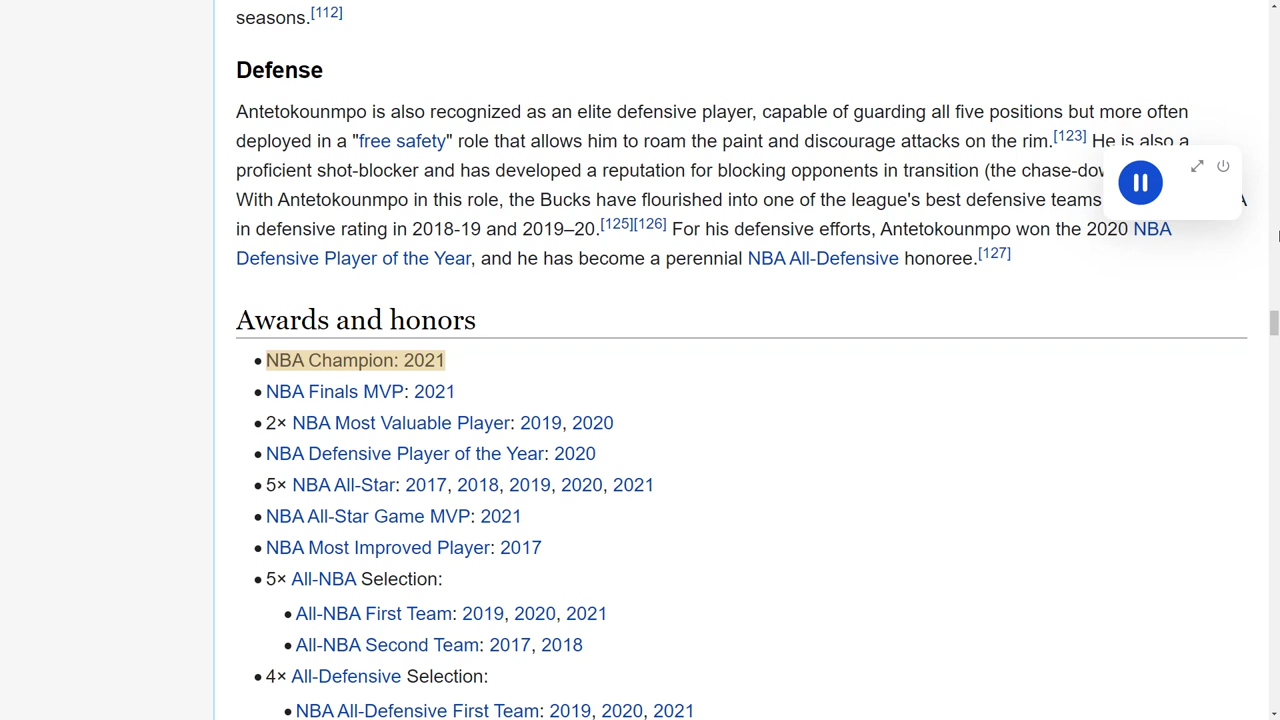 seasons.[112]
Defense
Antetokounmpo is also recognized as an elite defensive player, capable of guarding all five positions but more often
deployed in a "free safety" role that allows him to roam the paint and discourage attacks on the rim.[123] He is also a
proficient shot-blocker and has developed a reputation for blocking opponents in transition (the
With Antetokounmpo in this role, the Bucks have flourished into one of the league's best defensive teams
in defensive rating in 2018-19 and 2019–20.[125][126] For his defensive efforts, Antetokounmpo won the 2020 NBA
Defensive Player of the Year, and he has become a perennial NBA All-Defensive honoree.[127]
Awards and honors
• NBA Champion: 2021
• NBA Finals MVP: 2021
• 2× NBA Most Valuable Player: 2019, 2020
• NBA Defensive Player of the Year: 2020
• 5× NBA All-Star: 2017, 2018, 2019, 2020, 2021
• NBA All-Star Game MVP: 2021
• NBA Most Improved Player: 2017
• 5× All-NBA Selection:
• All-NBA First Team: 2019, 2020, 2021
• All-NBA Second Team: 2017, 2018
• 4× All-Defensive Selection:
• NBA All-Defensive First Team: 2019, 2020, 2021